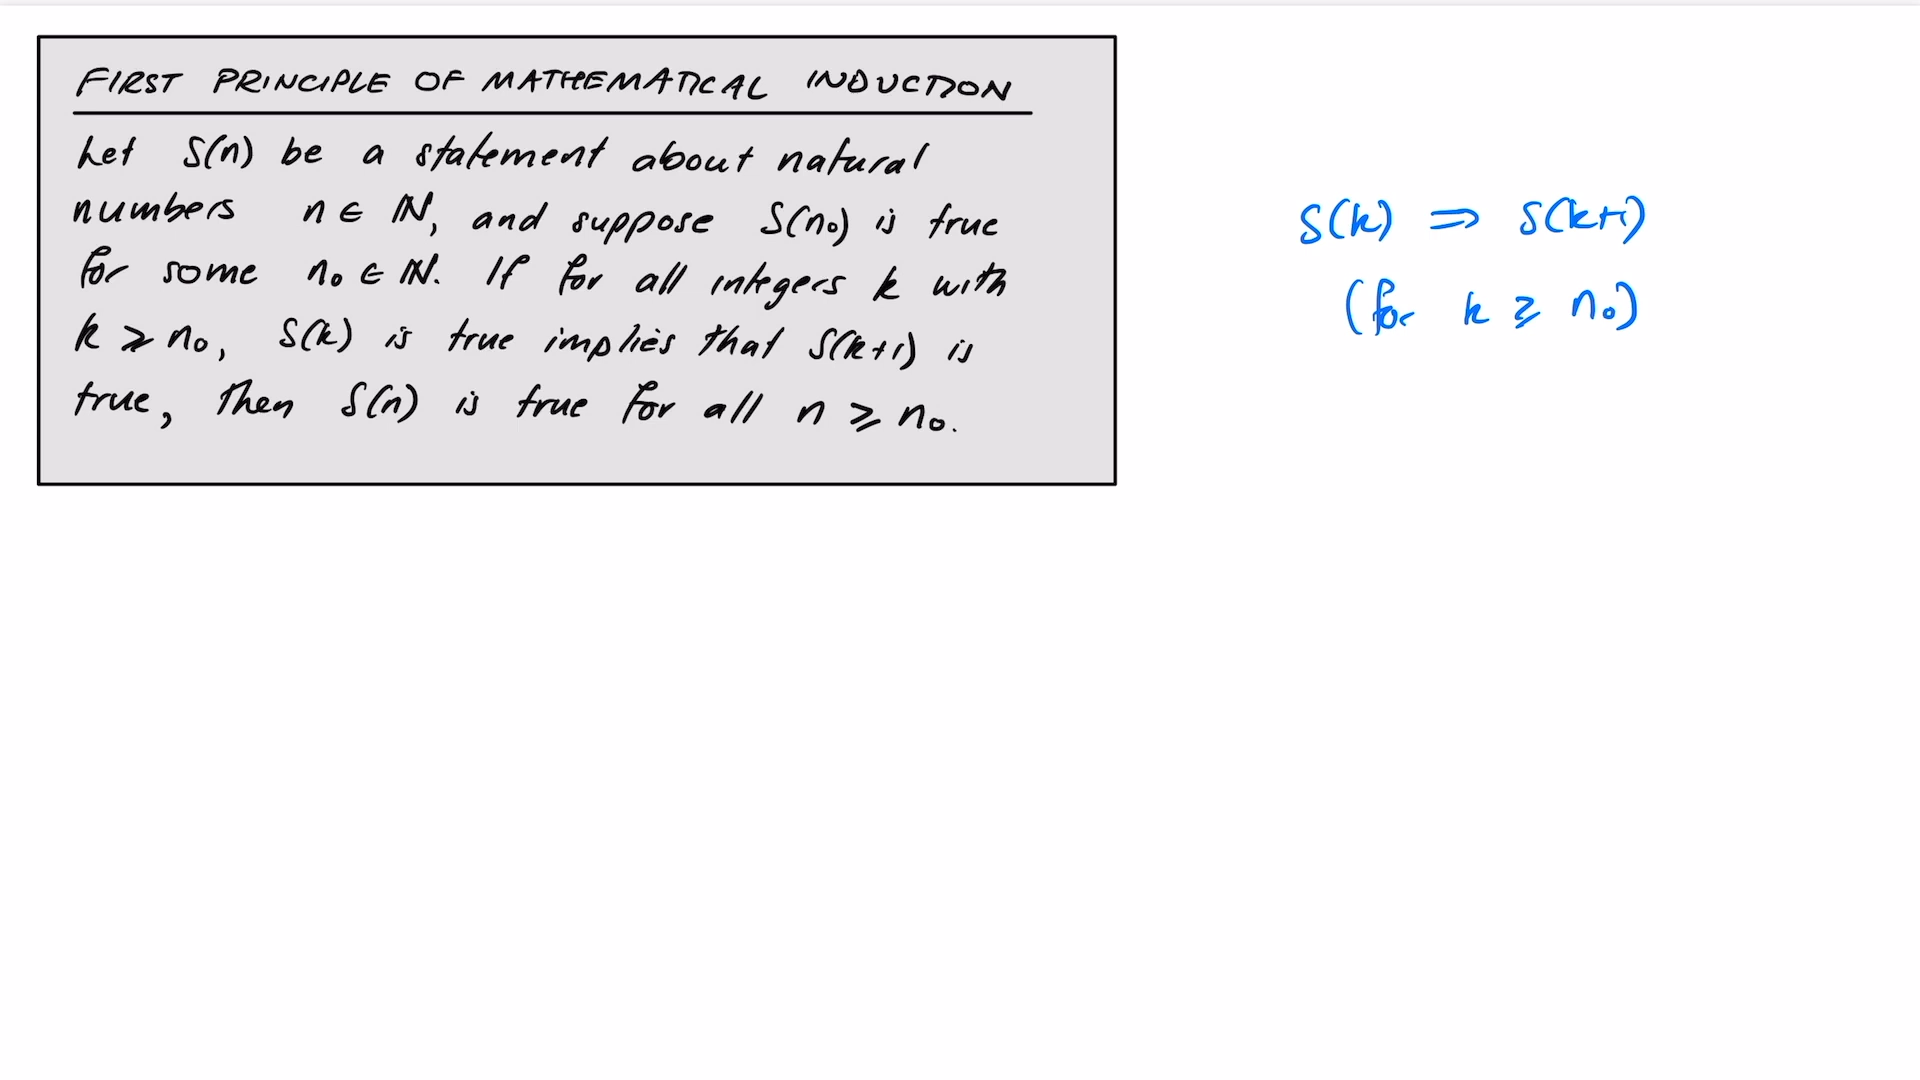 FIRST PRINCIPLE OF MATHEMATICAL INDUCTION
Let S(n) be a statement about natural
numbers n ∈ ℕ, and suppose S(n₀) is true
for some n₀ ∈ ℕ. If for all integers k with
k ⩾ n₀, S(k) is true implies that S(k+1) is
true, then S(n) is true for all n ⩾ n₀.
S(k) ⇒ S(k+1)
(for k ⩾ n₀)